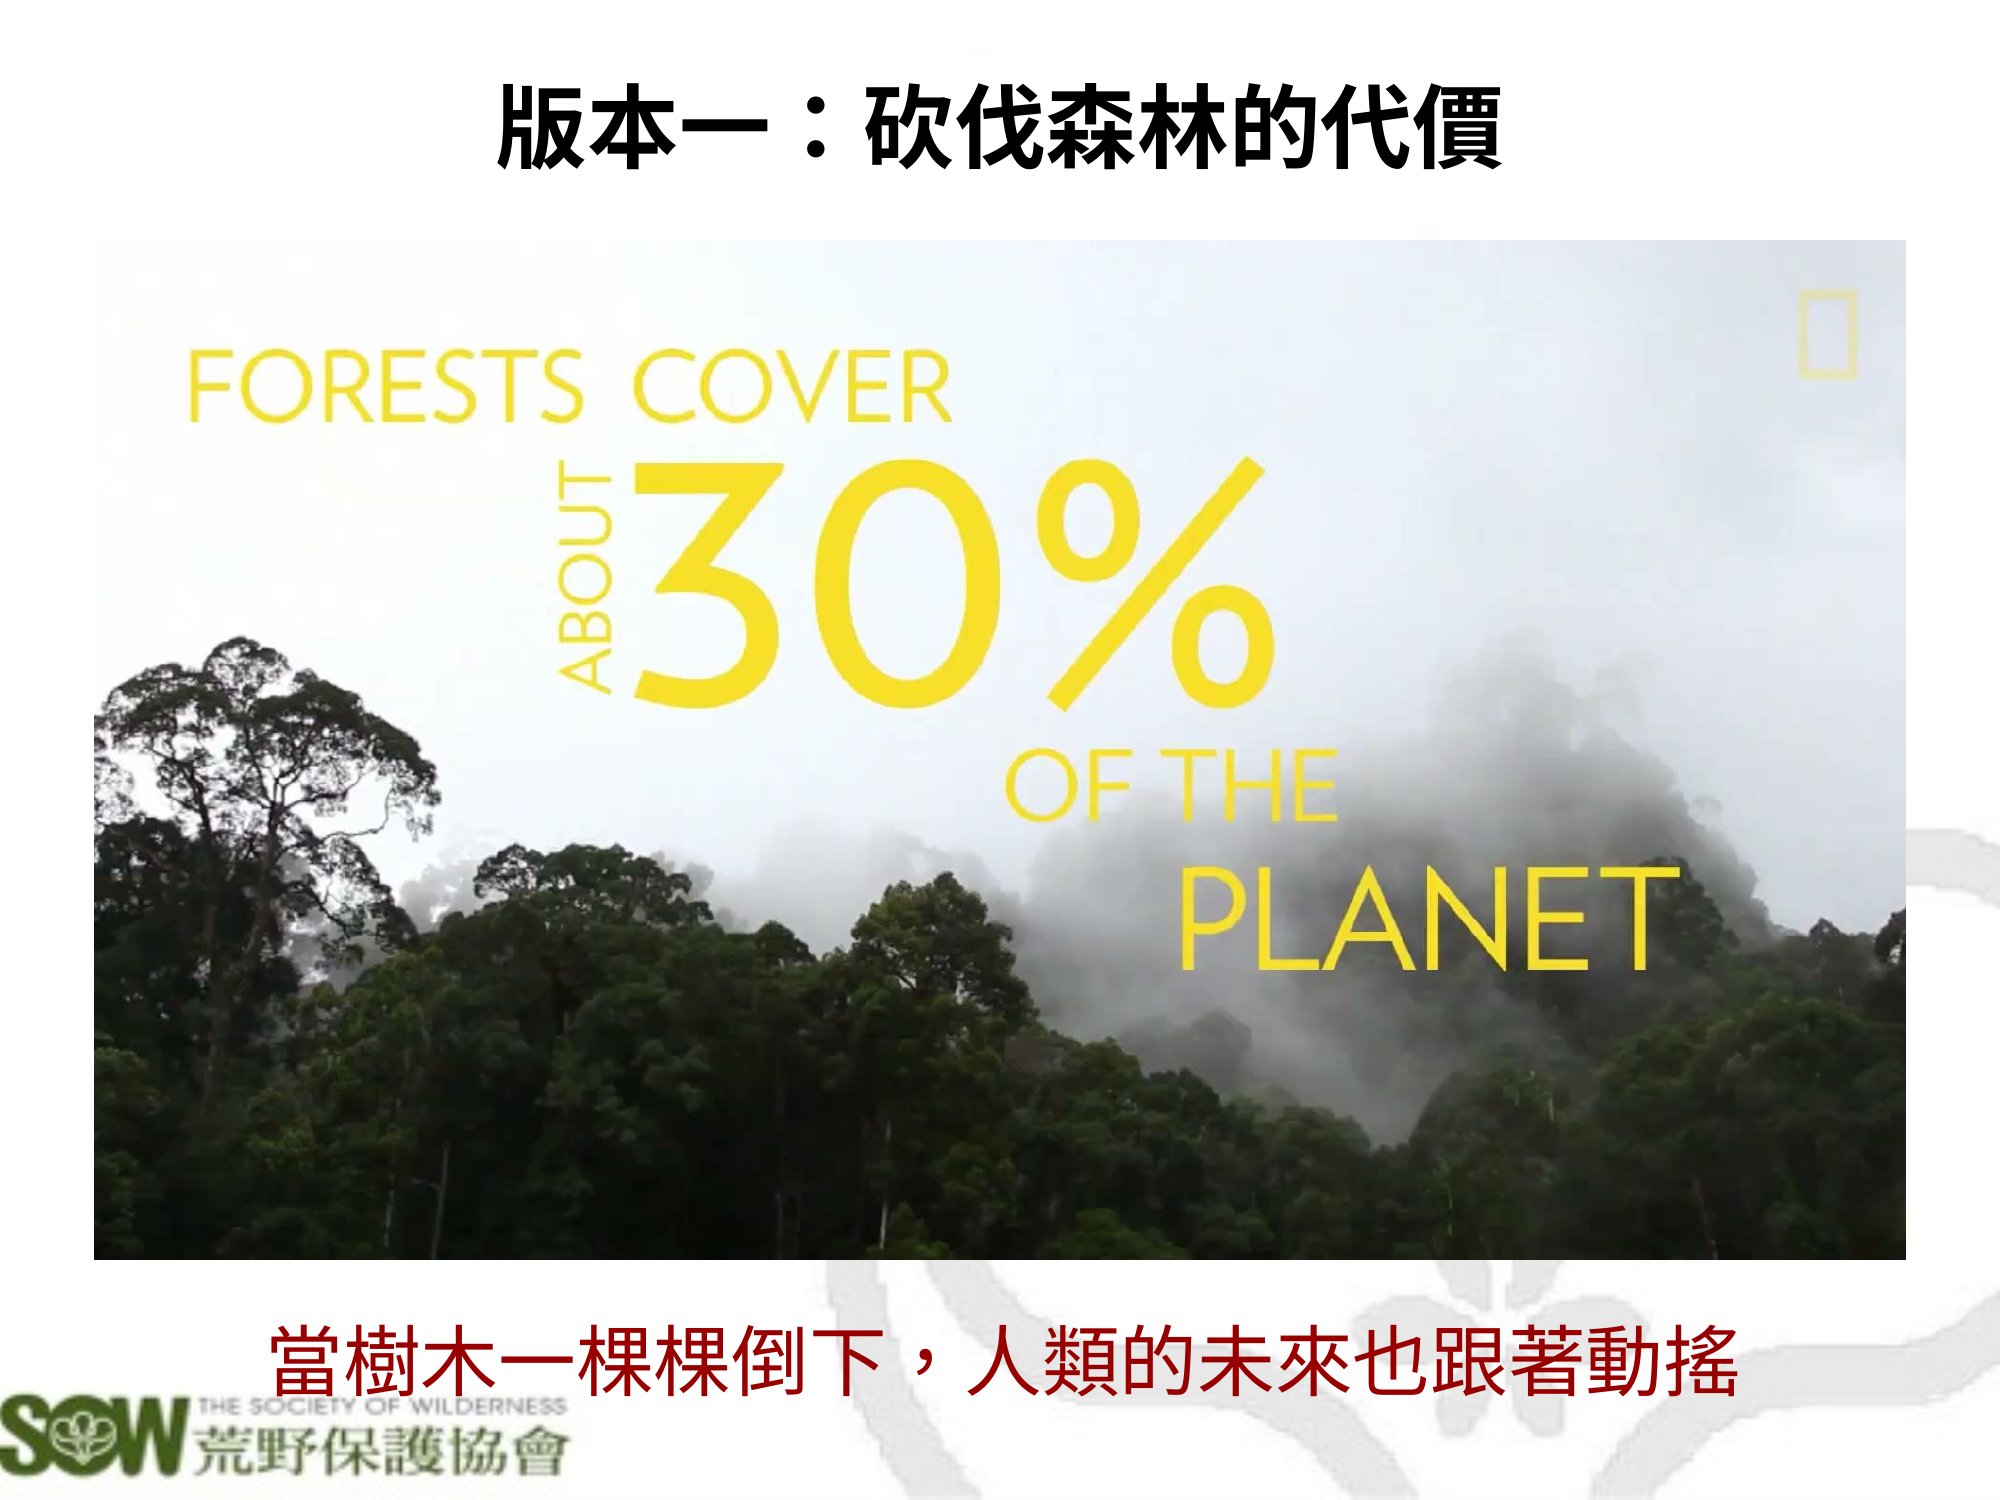 版本一：砍伐森林的代價
FORESTS COVER
ABOUT
30%
OF THE
PLANET
當樹木一棵棵倒下，人類的未來也跟著動搖
SOW
THE SOCIETY OF WILDERNESS
荒野保護協會